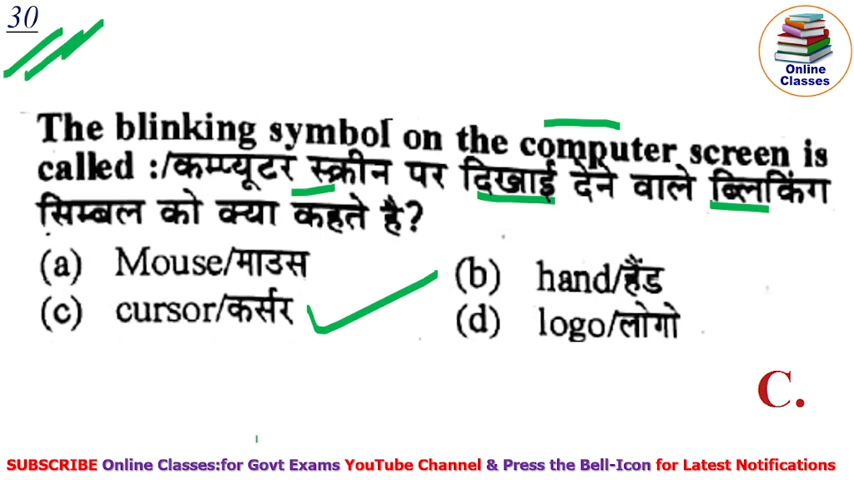 30
Online
Classes
The blinking symbol on the computer screen is
called :/कम्प्यूटर स्क्रीन पर दिखाई देने वाले ब्लिकिंग
सिम्बल को क्या कहते है?
(a) Mouse/माउस
(b) hand/हैंड
(c) cursor/कर्सर
(d) logo/लोगो
C.
SUBSCRIBE Online Classes:for Govt Exams YouTube Channel & Press the Bell-Icon for Latest Notifications